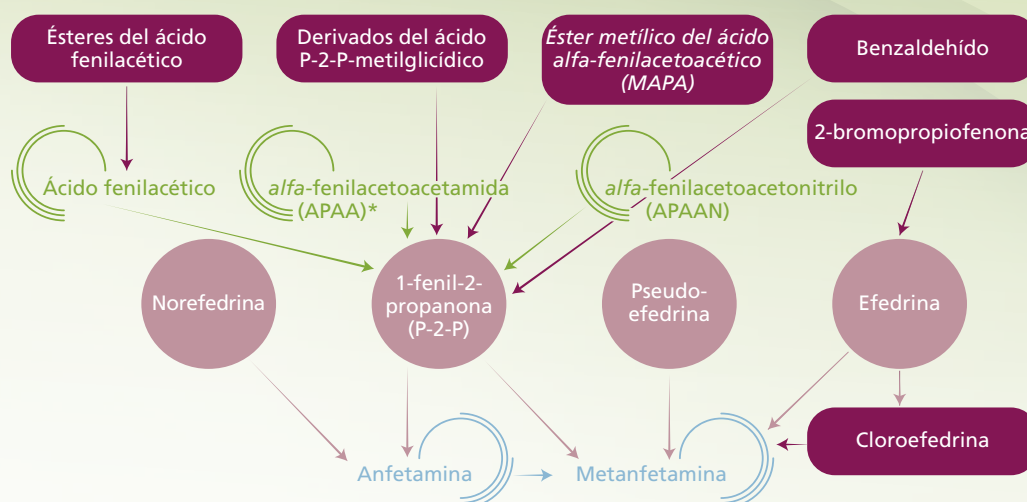 Ésteres del ácido
fenilacético
Derivados del ácido
P-2-P-metilglicídico
Éster metílico del ácido
alfa-fenilacetoacético
(MAPA)
Benzaldehído
2-bromopropiofenona
Ácido fenilacético
alfa-fenilacetoacetamida
(APAA)*
alfa-fenilacetoacetonitrilo
(APAAN)
Norefedrina
1-fenil-2-
propanona
(P-2-P)
Pseudo-
efedrina
Efedrina
Cloroefedrina
Anfetamina
Metanfetamina